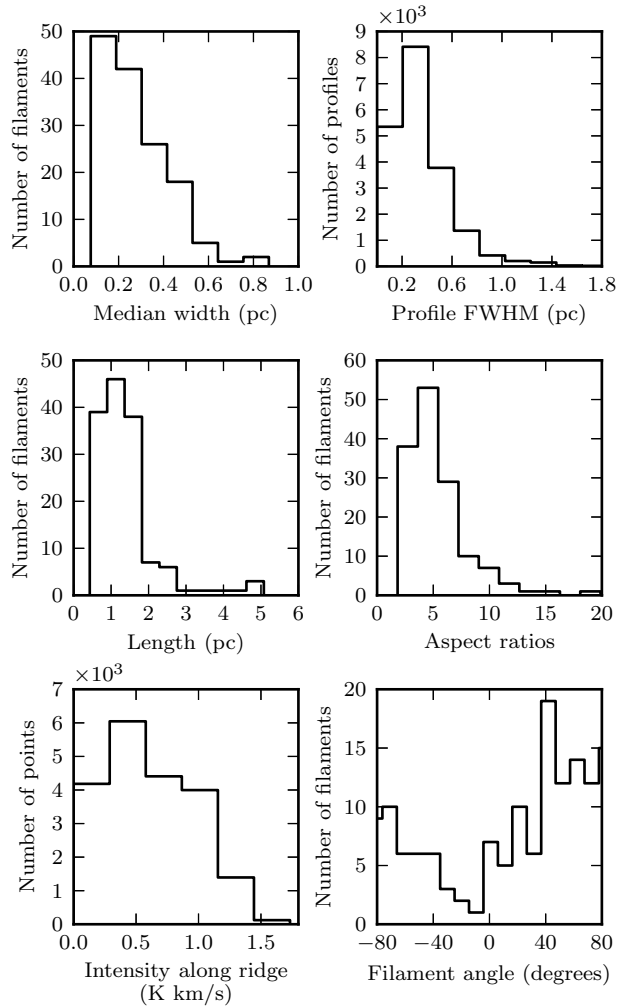 50
40
30
20
10
0
0.0 0.2 0.4 0.6 0.8 1.0
Number of filaments
Median width (pc)
×10³
9
8
7
6
5
4
3
2
1
0
0.2 0.6 1.0 1.4 1.8
Number of profiles
Profile FWHM (pc)
50
40
30
20
10
0
0 1 2 3 4 5 6
Number of filaments
Length (pc)
60
50
40
30
20
10
0
0 5 10 15 20
Number of filaments
Aspect ratios
×10³
7
6
5
4
3
2
1
0
0.0 0.5 1.0 1.5
Number of points
Intensity along ridge
(K km/s)
20
15
10
5
0
−80 −40 0 40 80
Number of filaments
Filament angle (degrees)